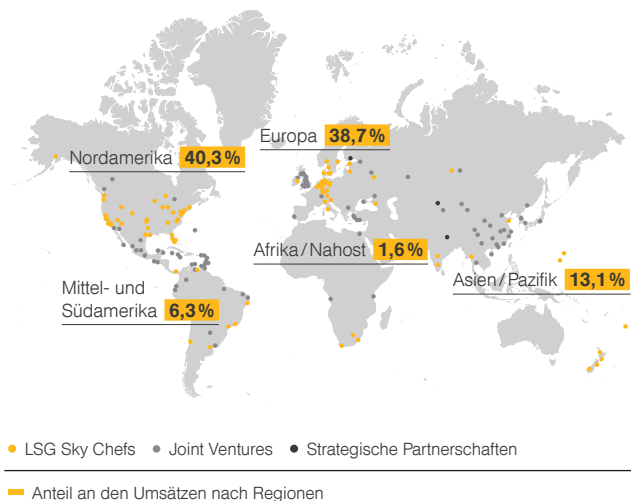 Europa 38,7%
Nordamerika 40,3%
Afrika/Nahost 1,6%
Asien/Pazifik 13,1%
Mittel- und
Südamerika 6,3%
LSG Sky Chefs Joint Ventures Strategische Partnerschaften
Anteil an den Umsätzen nach Regionen